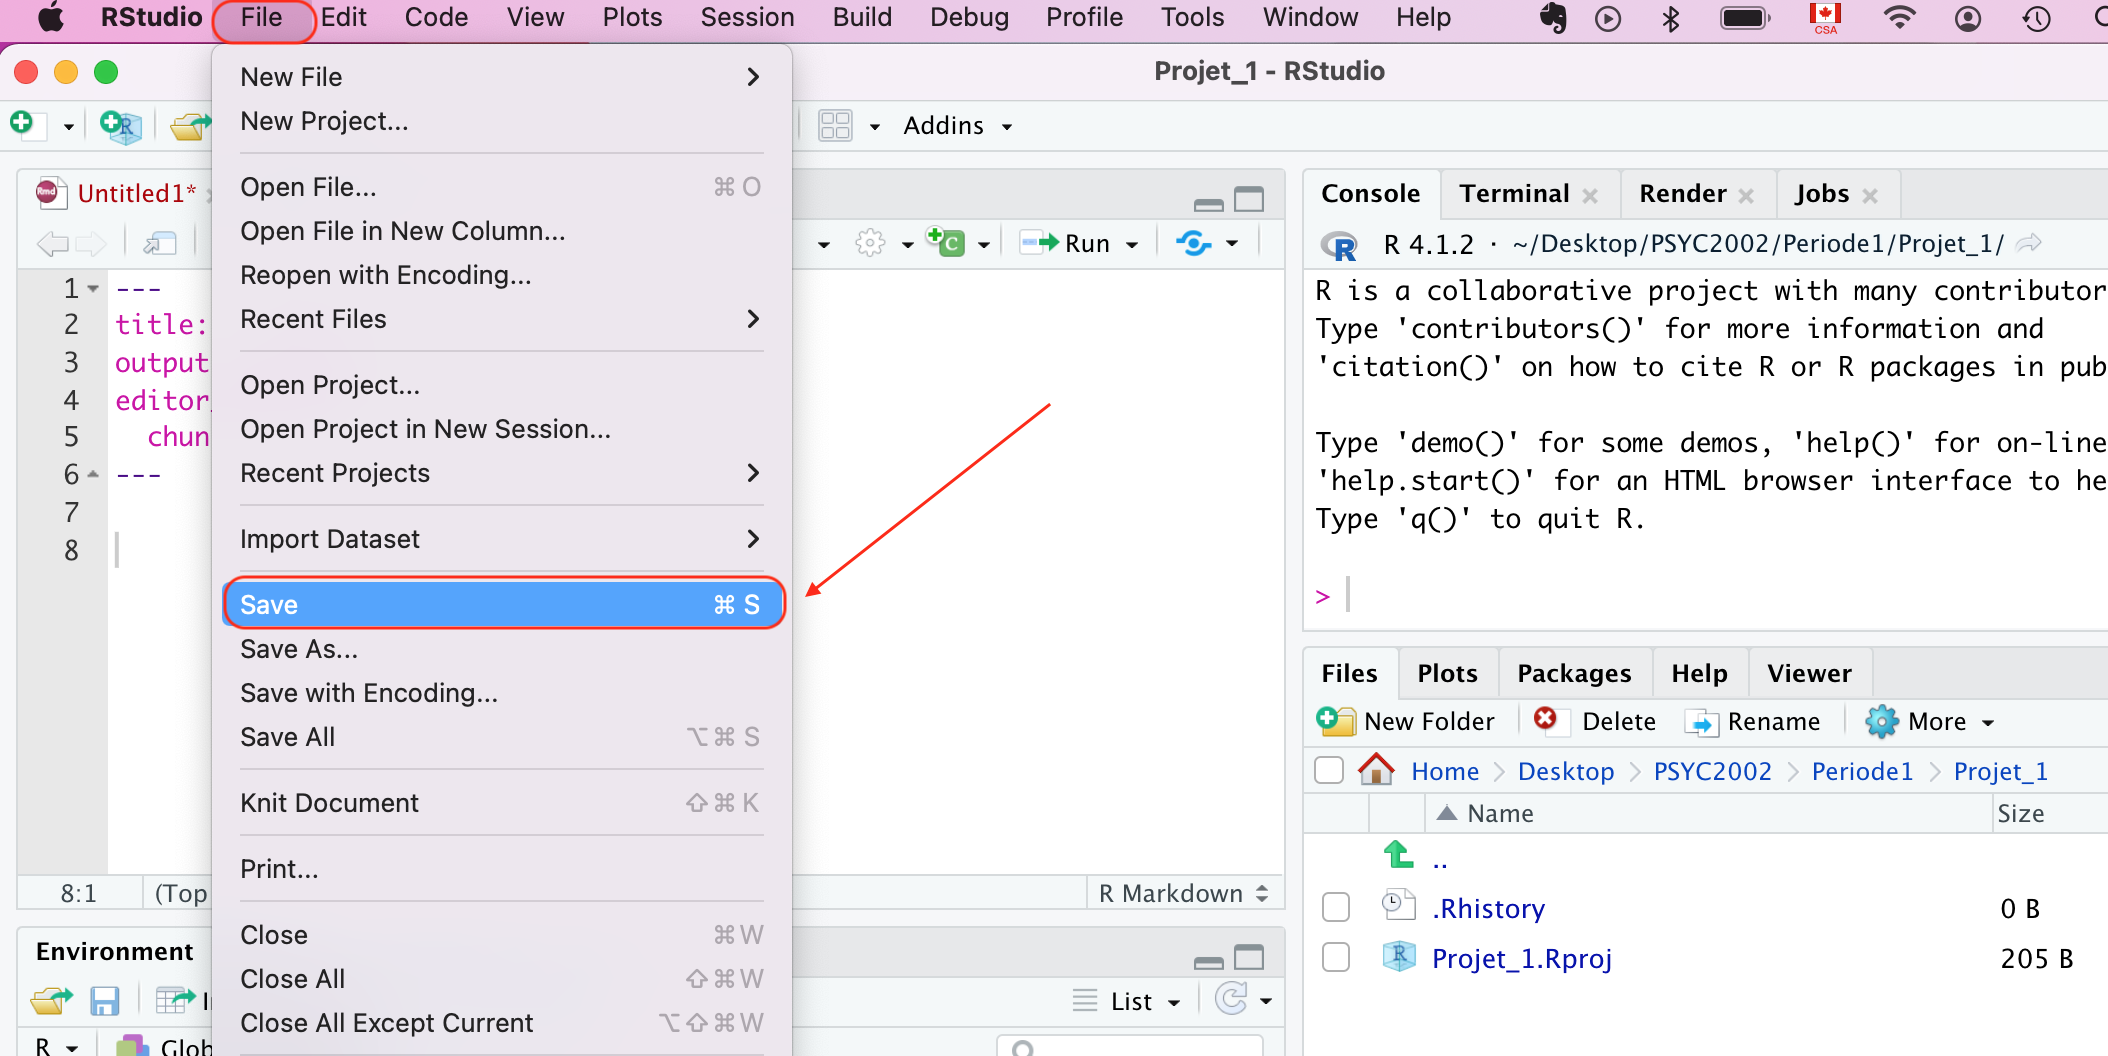 RStudio File Edit Code View Plots Session Build Debug Profile Tools Window Help CSA
Projet_1 - RStudio
New File
New Project...
Open File... ⌘ O
Open File in New Column...
Reopen with Encoding...
Recent Files
Open Project...
Open Project in New Session...
Recent Projects
Import Dataset
Save ⌘ S
Save As...
Save with Encoding...
Save All ⌥⌘ S
Knit Document ⇧⌘ K
Print...
Close ⌘W
Close All ⇧⌘W
Close All Except Current ⌥⇧⌘W
Addins
Rmd Untitled1*
Run
1 ---
2 title:
3 output
4 editor_
5 chun
6 ---
7
8
8:1 (Top R Markdown
Environment
List
R Glob
Console Terminal Render Jobs
R 4.1.2 · ~/Desktop/PSYC2002/Periode1/Projet_1/
R is a collaborative project with many contributor
Type 'contributors()' for more information and
'citation()' on how to cite R or R packages in pub
Type 'demo()' for some demos, 'help()' for on-line
'help.start()' for an HTML browser interface to he
Type 'q()' to quit R.
>
Files Plots Packages Help Viewer
New Folder Delete Rename More
Home Desktop PSYC2002 Periode1 Projet_1
Name Size
..
.Rhistory 0 B
Projet_1.Rproj 205 B